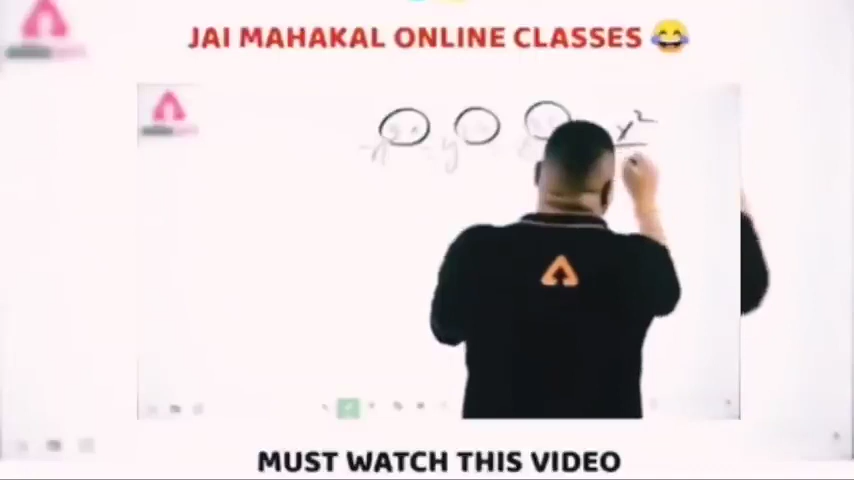 JAI MAHAKAL ONLINE CLASSES 😂
x²
MUST WATCH THIS VIDEO